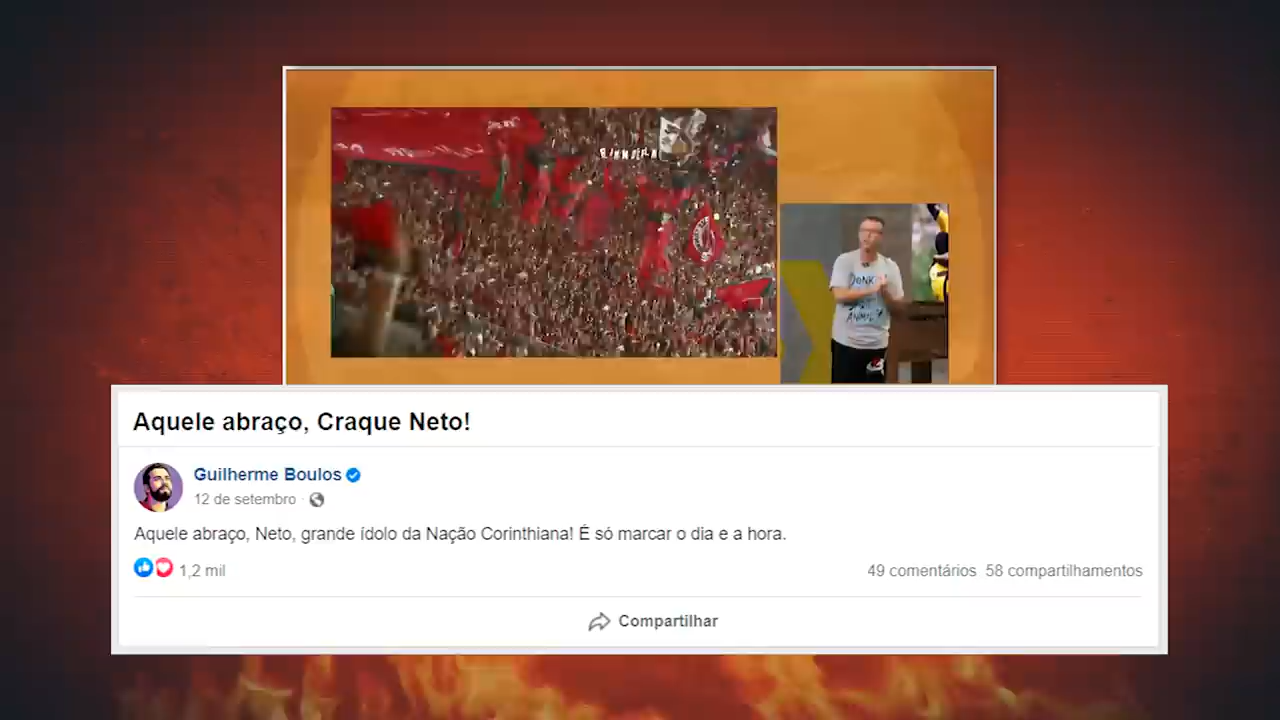 Aquele abraço, Craque Neto!
Guilherme Boulos
12 de setembro
Aquele abraço, Neto, grande ídolo da Nação Corinthiana! É só marcar o dia e a hora.
1,2 mil
49 comentários 58 compartilhamentos
Compartilhar